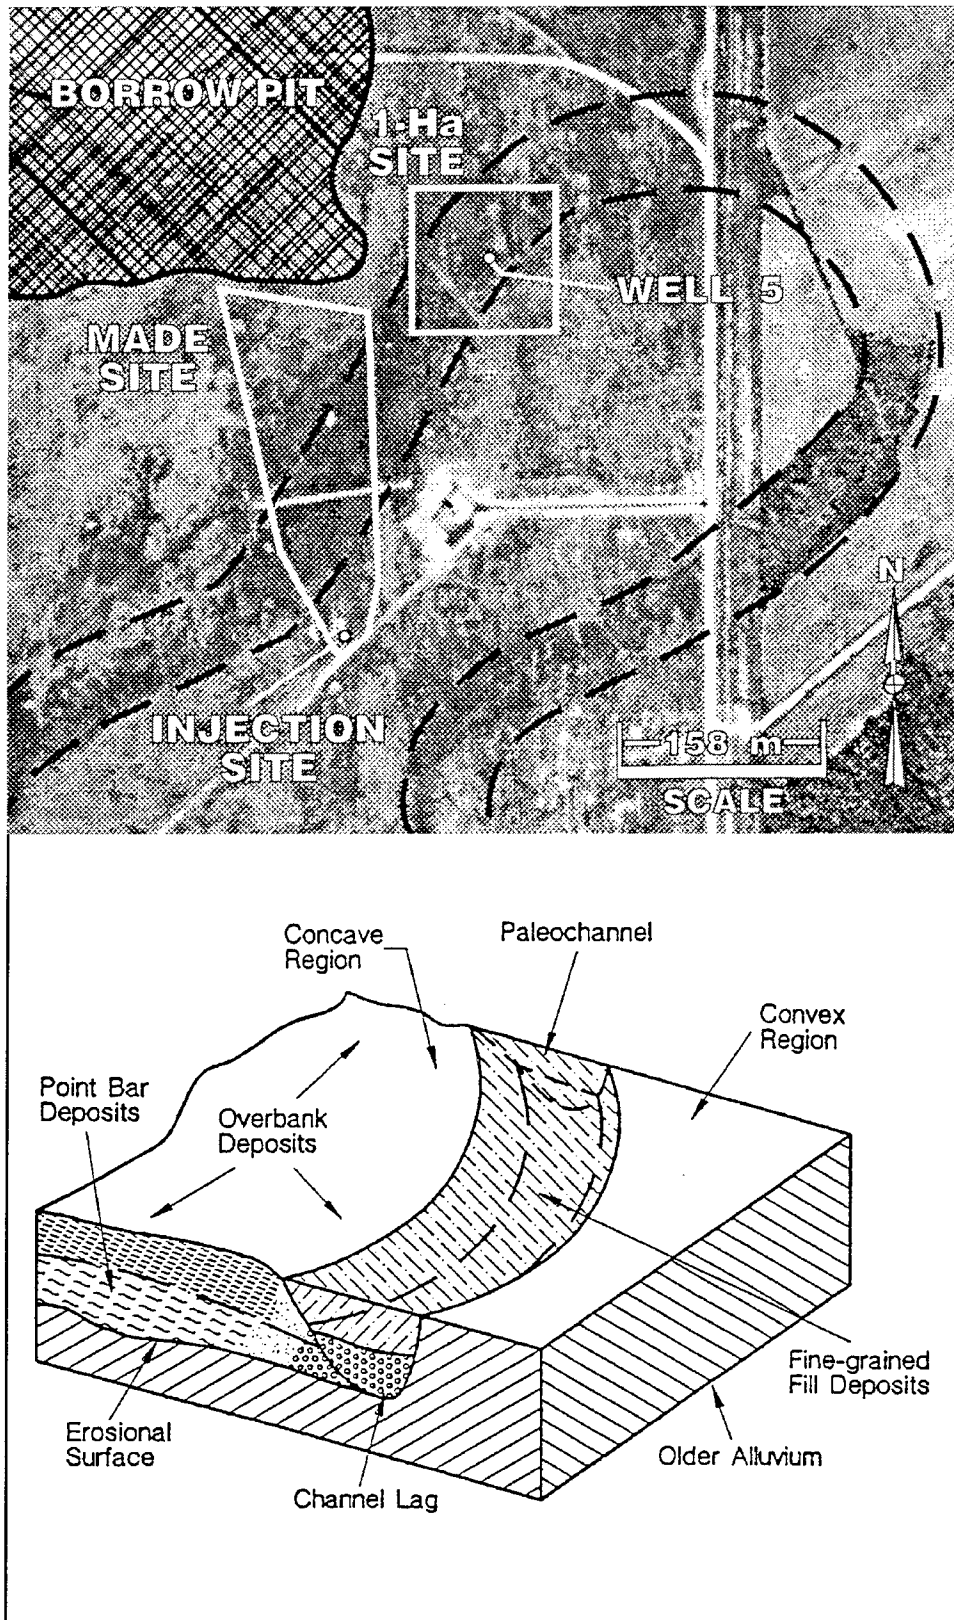 BORROW PIT
1-Ha
SITE
WELL 5
MADE
SITE
N
INJECTION
SITE
158 m
SCALE
Concave
Region
Paleochannel
Convex
Region
Point Bar
Deposits
Overbank
Deposits
Fine-grained
Fill Deposits
Erosional
Surface
Older Alluvium
Channel Lag